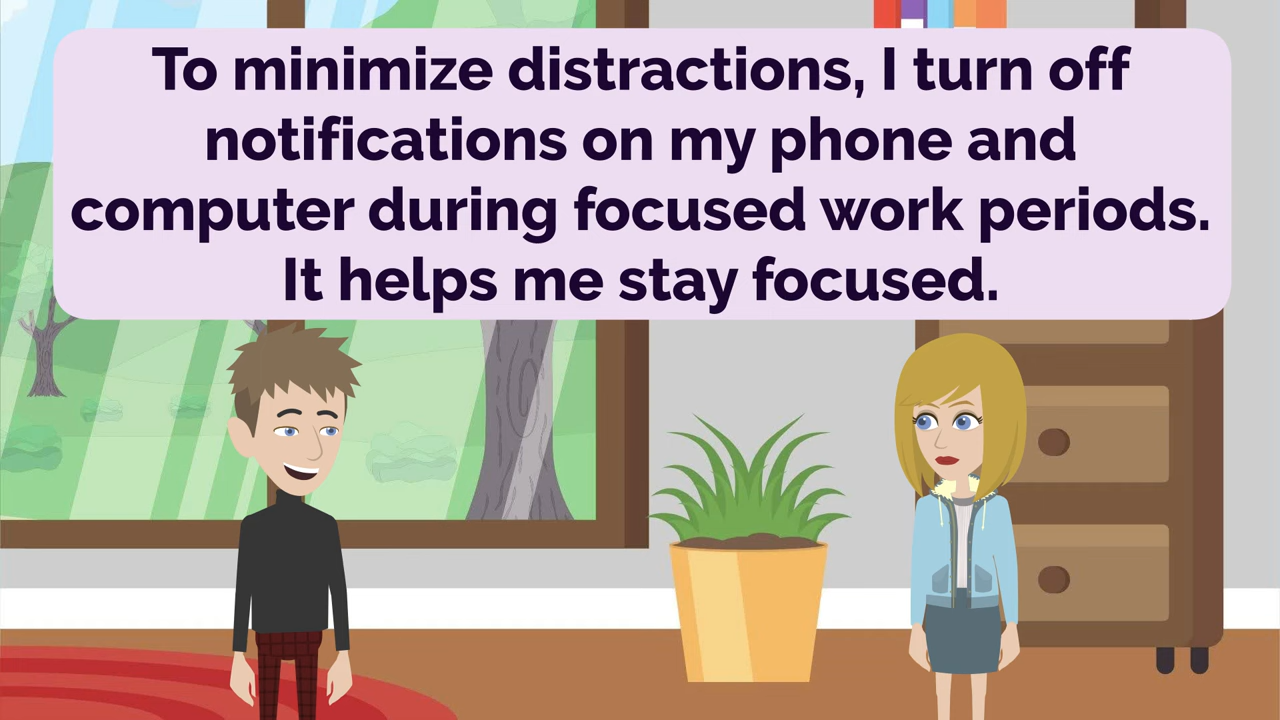 To minimize distractions, I turn off
notifications on my phone and
computer during focused work periods.
It helps me stay focused.